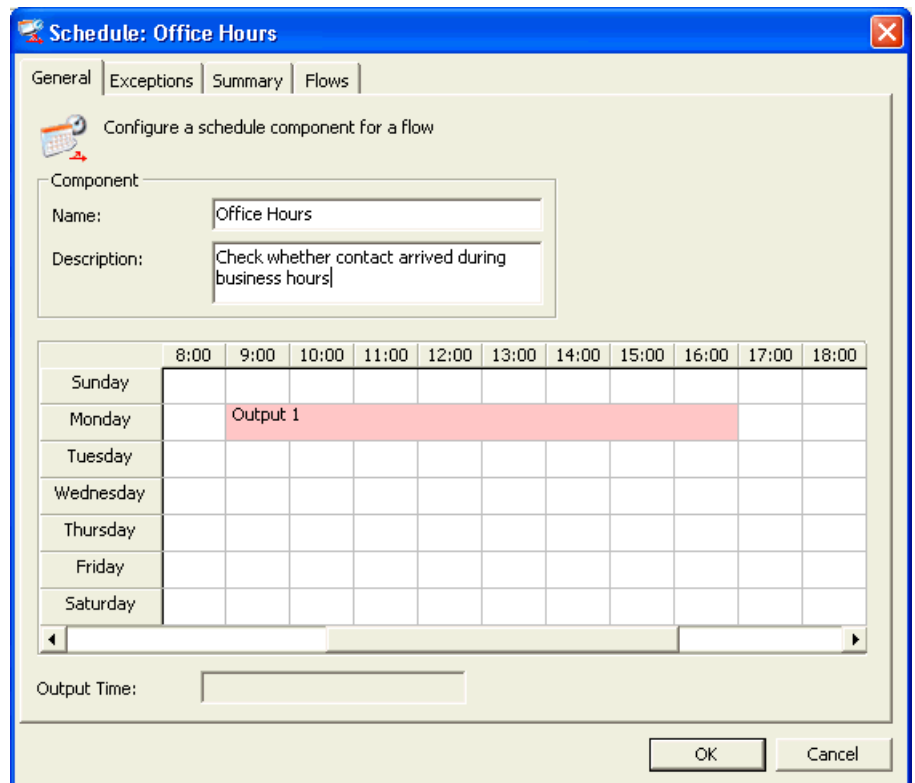 Schedule: Office Hours
General Exceptions Summary Flows
Configure a schedule component for a flow
Component
Name: Office Hours
Description: Check whether contact arrived during
business hours
8:00 9:00 10:00 11:00 12:00 13:00 14:00 15:00 16:00 17:00 18:00
Sunday
Monday Output 1
Tuesday
Wednesday
Thursday
Friday
Saturday
Output Time:
OK Cancel